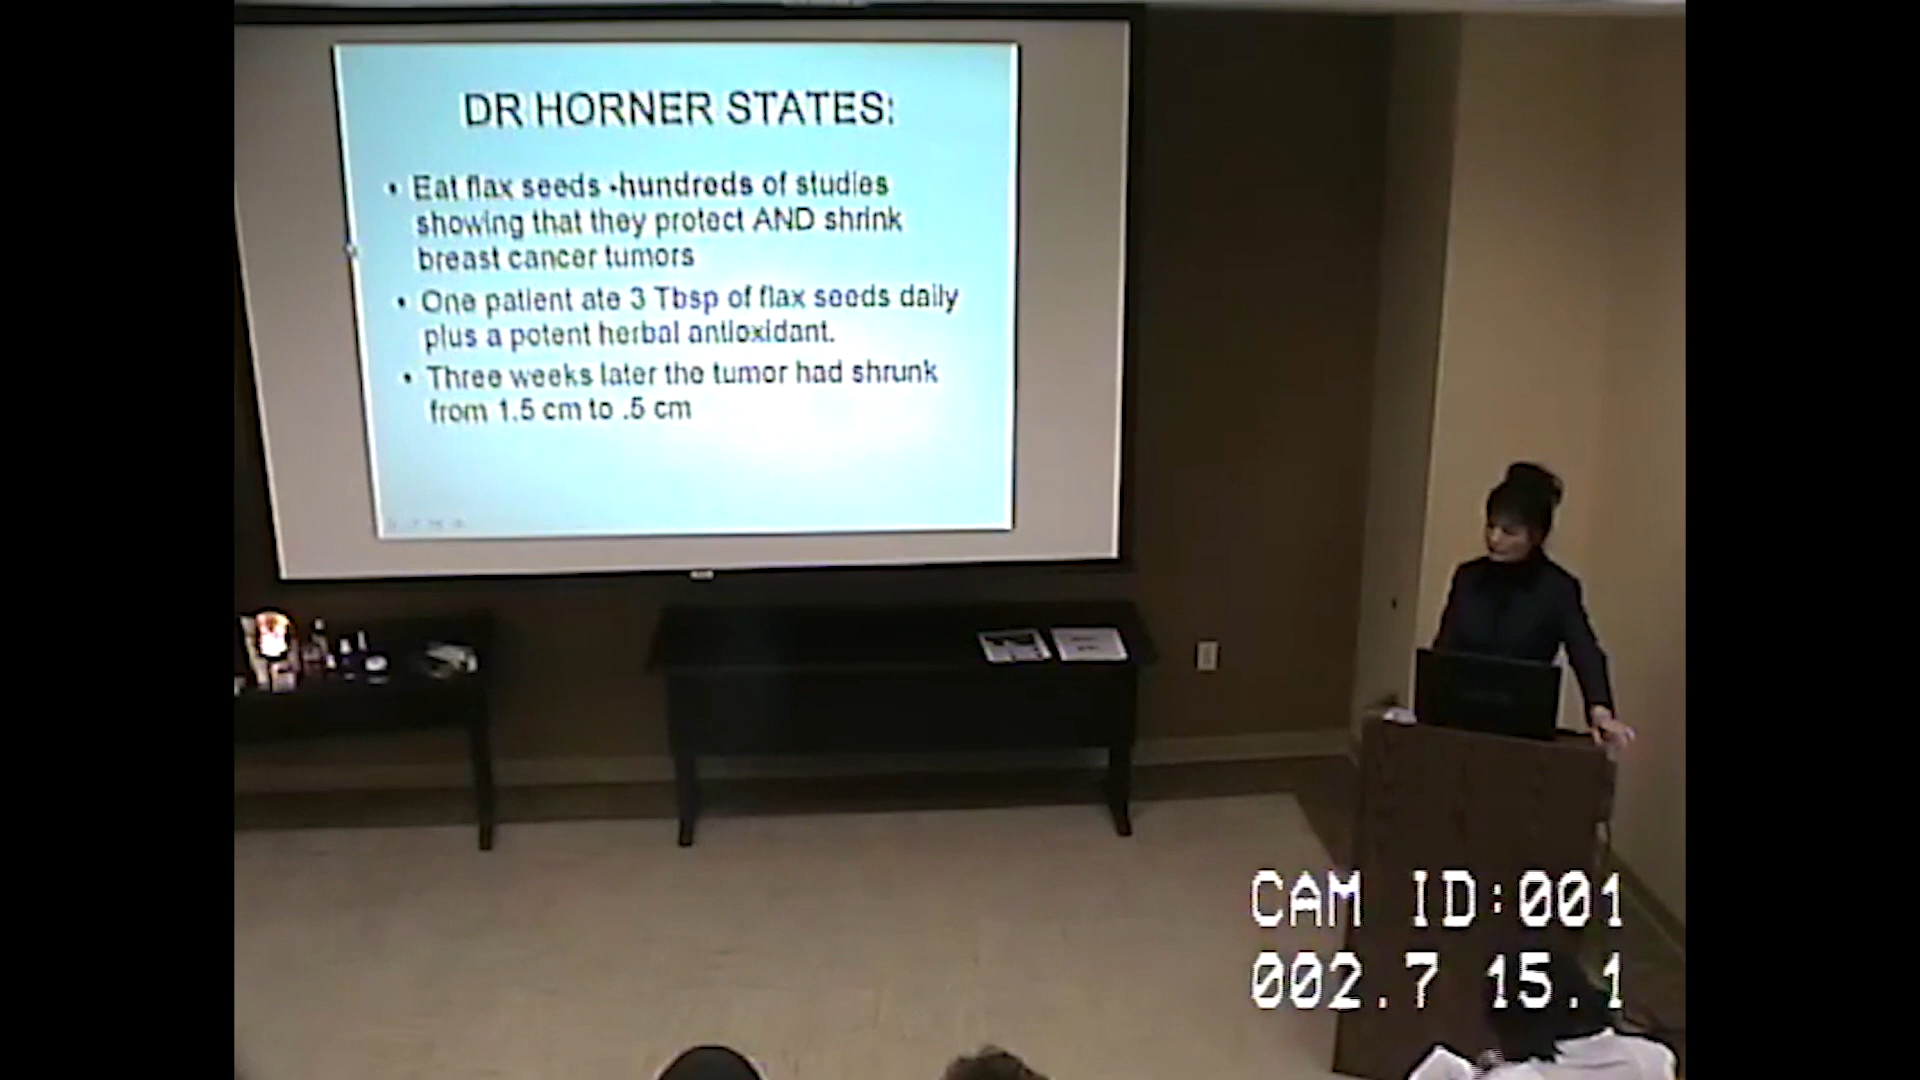 DR HORNER STATES:
• Eat flax seeds -hundreds of studies
showing that they protect AND shrink
breast cancer tumors
• One patient ate 3 Tbsp of flax seeds daily
plus a potent herbal antioxidant.
• Three weeks later the tumor had shrunk
from 1.5 cm to .5 cm
CAM ID:001
002.7 15.1